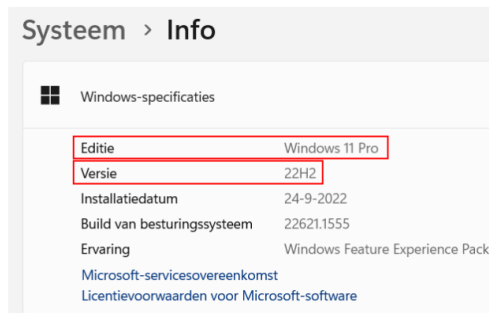 Systeem > Info
Windows-specificaties
Editie Windows 11 Pro
Versie 22H2
Installatiedatum 24-9-2022
Build van besturingssysteem 22621.1555
Ervaring Windows Feature Experience Pack
Microsoft-servicesovereenkomst
Licentievoorwaarden voor Microsoft-software